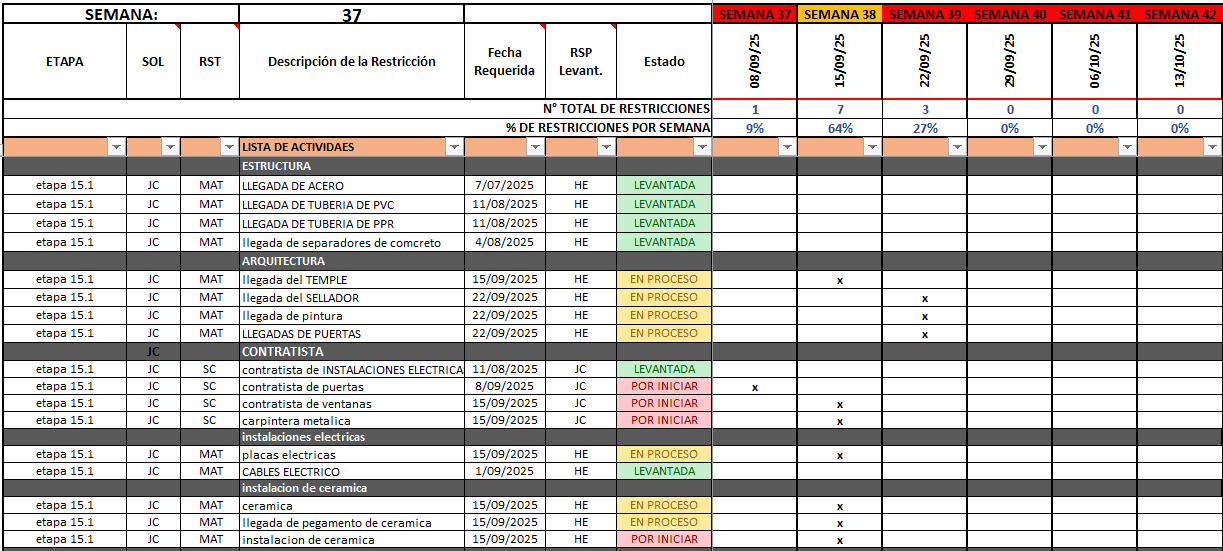 SEMANA: 37 SEMANA 37 SEMANA 38 SEMANA 39 SEMANA 40 SEMANA 41 SEMANA 42
ETAPA SOL RST Descripción de la Restricción Fecha Requerida RSP Levant. Estado 08/09/25 15/09/25 22/09/25 29/09/25 06/10/25 13/10/25
N° TOTAL DE RESTRICCIONES 1 7 3 0 0 0
% DE RESTRICCIONES POR SEMANA 9% 64% 27% 0% 0% 0%
LISTA DE ACTIVIDAES
ESTRUCTURA
etapa 15.1 JC MAT LLEGADA DE ACERO 7/07/2025 HE LEVANTADA
etapa 15.1 JC MAT LLEGADA DE TUBERIA DE PVC 11/08/2025 HE LEVANTADA
etapa 15.1 JC MAT LLEGADA DE TUBERIA DE PPR 11/08/2025 HE LEVANTADA
etapa 15.1 JC MAT llegada de separadores de comcreto 4/08/2025 HE LEVANTADA
ARQUITECTURA
etapa 15.1 JC MAT llegada del TEMPLE 15/09/2025 HE EN PROCESO x
etapa 15.1 JC MAT llegada del SELLADOR 22/09/2025 HE EN PROCESO x
etapa 15.1 JC MAT llegada de pintura 22/09/2025 HE EN PROCESO x
etapa 15.1 JC MAT LLEGADAS DE PUERTAS 22/09/2025 HE EN PROCESO x
JC CONTRATISTA
etapa 15.1 JC SC contratista de INSTALACIONES ELECTRICA 11/08/2025 JC LEVANTADA
etapa 15.1 JC SC contratista de puertas 8/09/2025 JC POR INICIAR x
etapa 15.1 JC SC contratista de ventanas 15/09/2025 JC POR INICIAR x
etapa 15.1 JC SC carpintera metalica 15/09/2025 JC POR INICIAR x
instalaciones electricas
etapa 15.1 JC MAT placas electricas 15/09/2025 HE EN PROCESO x
etapa 15.1 JC MAT CABLES ELECTRICO 1/09/2025 HE LEVANTADA
instalacion de ceramica
etapa 15.1 JC MAT ceramica 15/09/2025 HE EN PROCESO x
etapa 15.1 JC MAT llegada de pegamento de ceramica 15/09/2025 HE EN PROCESO x
etapa 15.1 JC MAT instalacion de ceramica 15/09/2025 HE POR INICIAR x